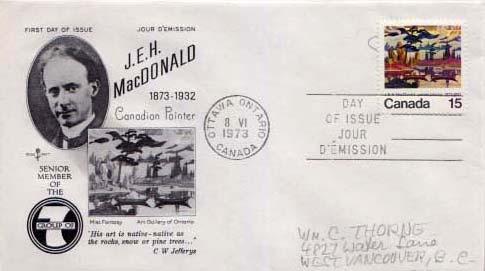 FIRST DAY OF ISSUE JOUR D'ÉMISSION
J.E.H.
MacDONALD
1873-1932
Canadian Painter
SENIOR
MEMBER
OF THE
GROUP OF
7
Mist Fantasy Art Gallery of Ontario
"His art is native-native as
the rocks, snow or pine trees..."
C W Jefferys
OTTAWA ONTARIO
8 VI
1973
CANADA
Canada 15
DAY
OF ISSUE
JOUR
D'ÉMISSION
Wm. C. THORNE
Water Lane
WEST VANCOUVER, B.C.